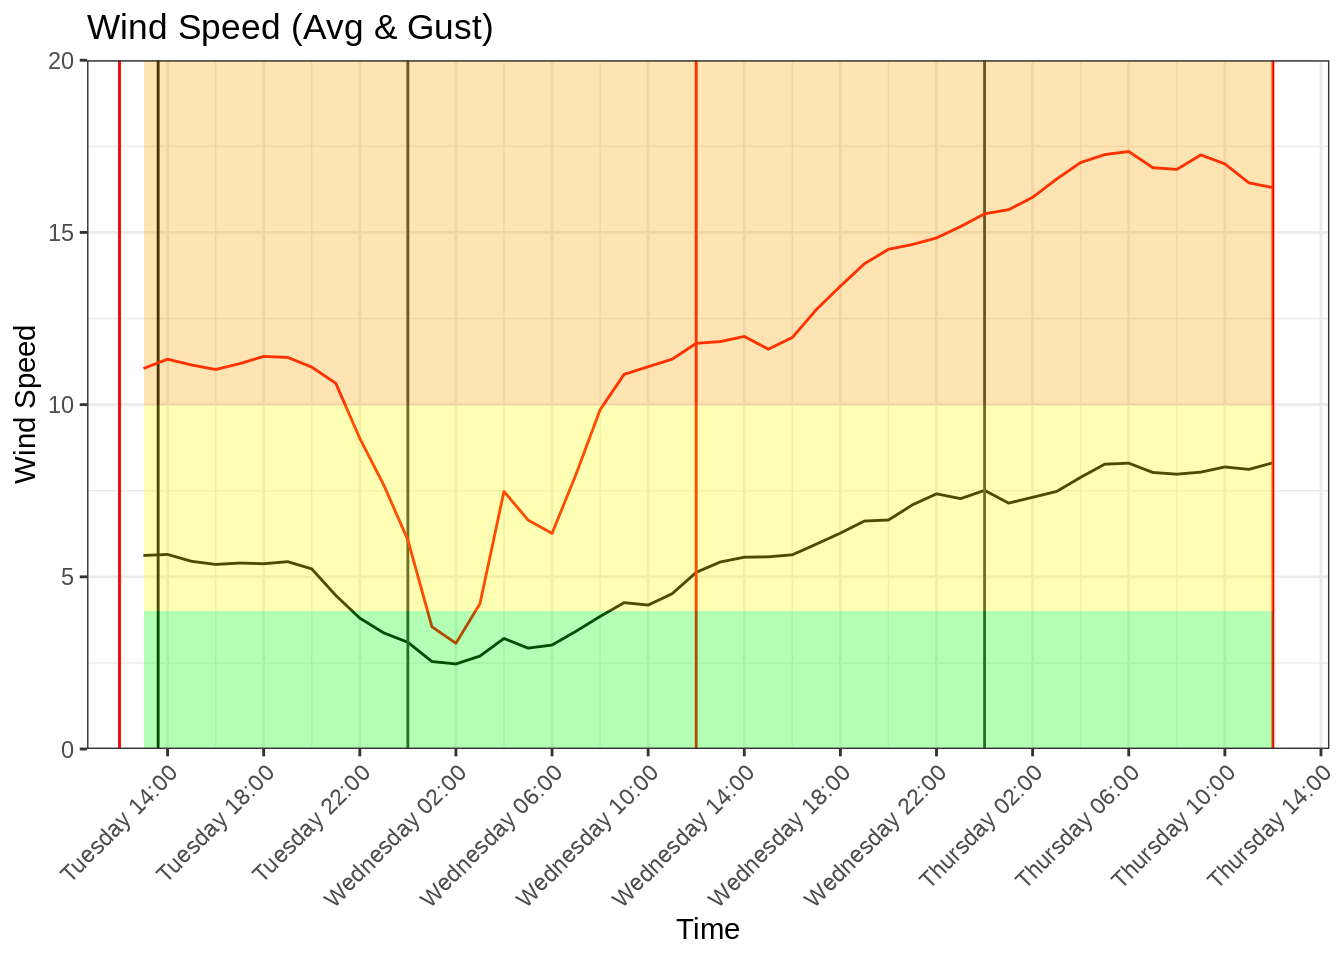 Wind Speed (Avg & Gust)
20
15
10
5
0
Wind Speed
Tuesday 14:00
Tuesday 18:00
Tuesday 22:00
Wednesday 02:00
Wednesday 06:00
Wednesday 10:00
Wednesday 14:00
Wednesday 18:00
Wednesday 22:00
Thursday 02:00
Thursday 06:00
Thursday 10:00
Thursday 14:00
Time